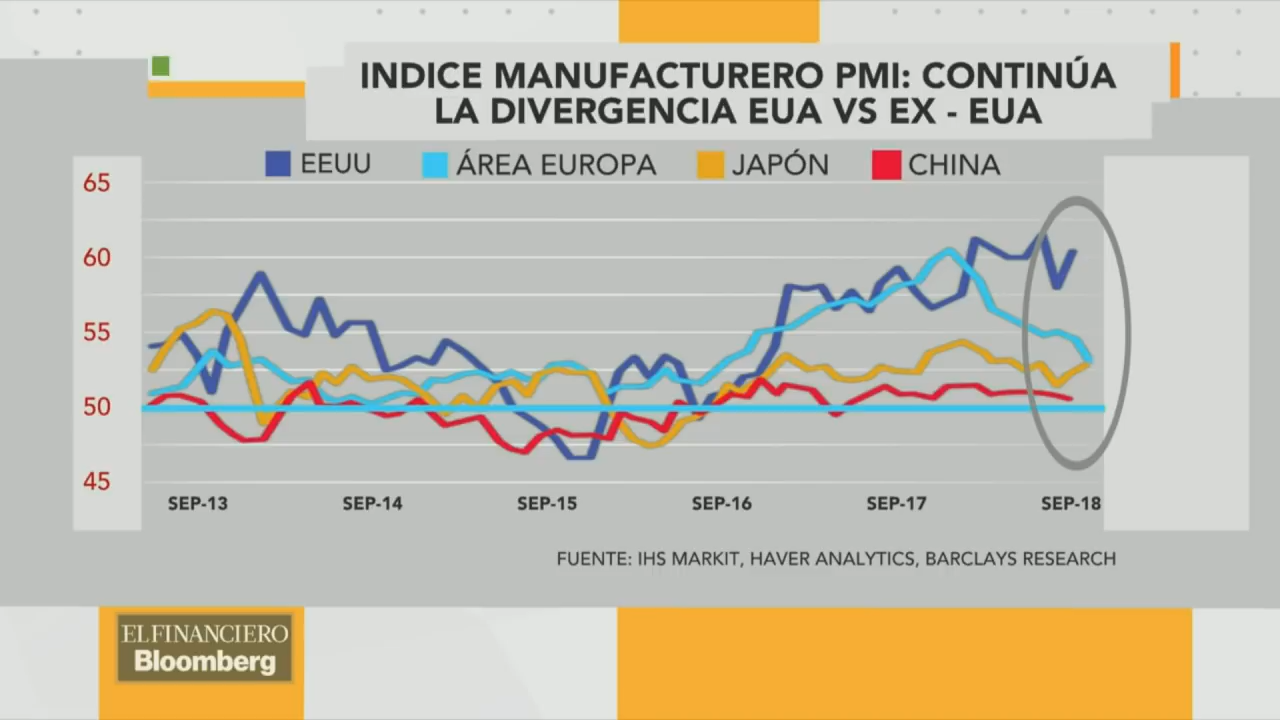 INDICE MANUFACTURERO PMI: CONTINÚA
LA DIVERGENCIA EUA VS EX - EUA
EEUU ÁREA EUROPA JAPÓN CHINA
65
60
55
50
45
SEP-13 SEP-14 SEP-15 SEP-16 SEP-17 SEP-18
FUENTE: IHS MARKIT, HAVER ANALYTICS, BARCLAYS RESEARCH
EL FINANCIERO
Bloomberg